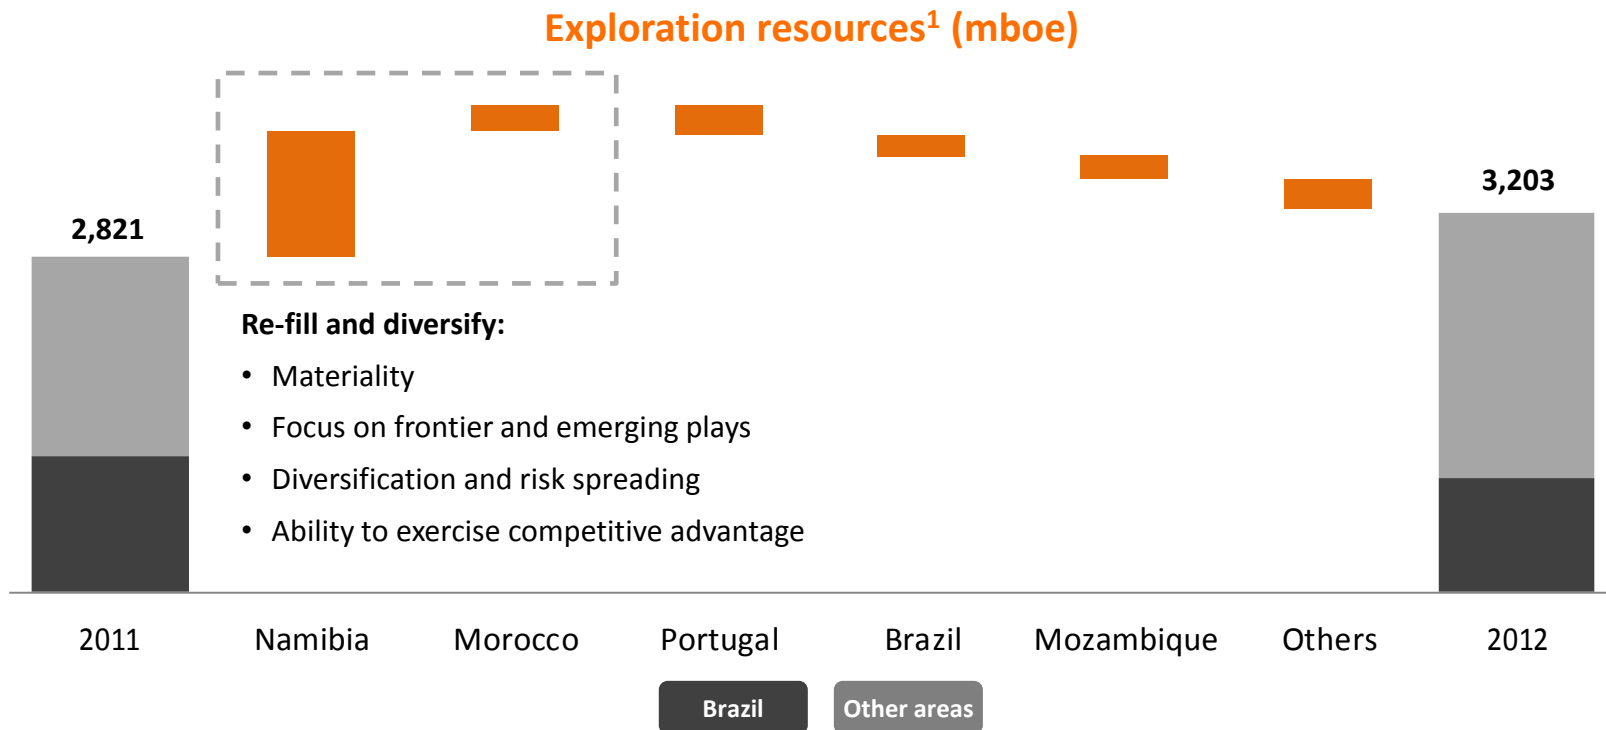 Exploration resources¹ (mboe)
2,821
3,203
Re-fill and diversify:
• Materiality
• Focus on frontier and emerging plays
• Diversification and risk spreading
• Ability to exercise competitive advantage
2011 Namibia Morocco Portugal Brazil Mozambique Others 2012
Brazil Other areas